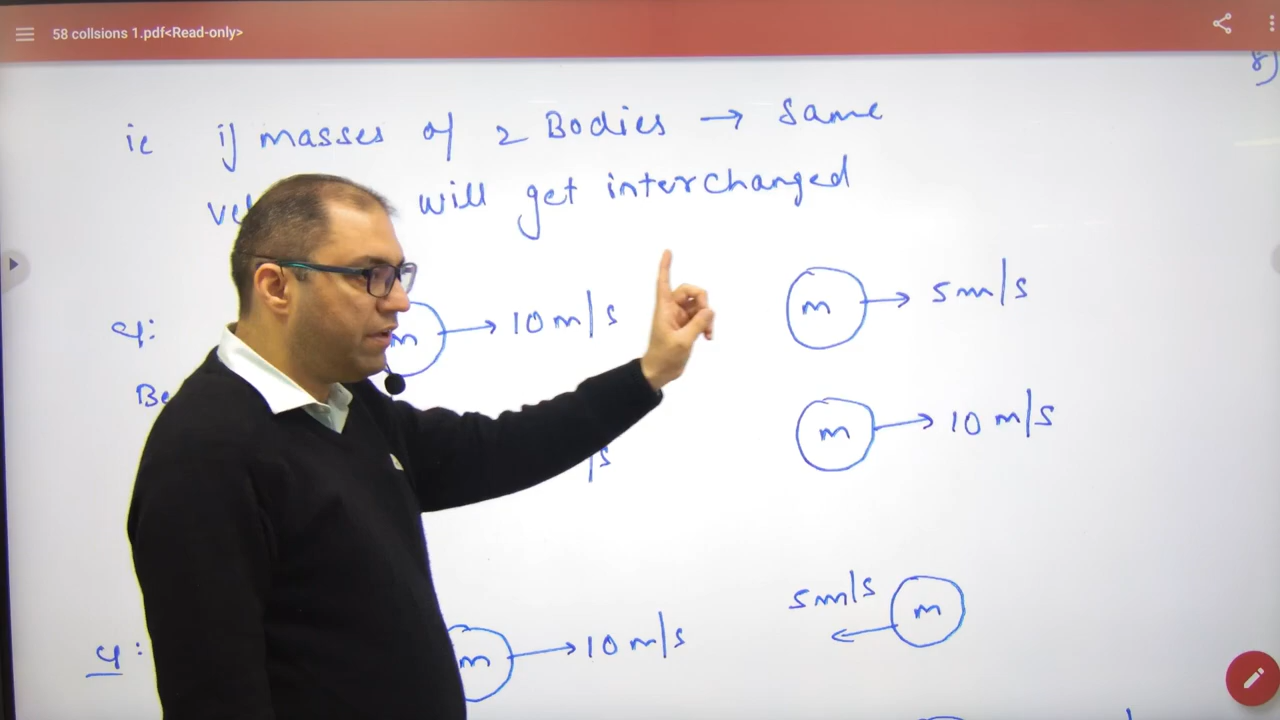 58 collsions 1.pdf<Read-only>
8)
ie if masses of 2 Bodies → same
will get interchanged
m → 10 m/s m → 5 m/s
Be
m → 10 m/s
/s
5 m/s m
m → 10 m/s